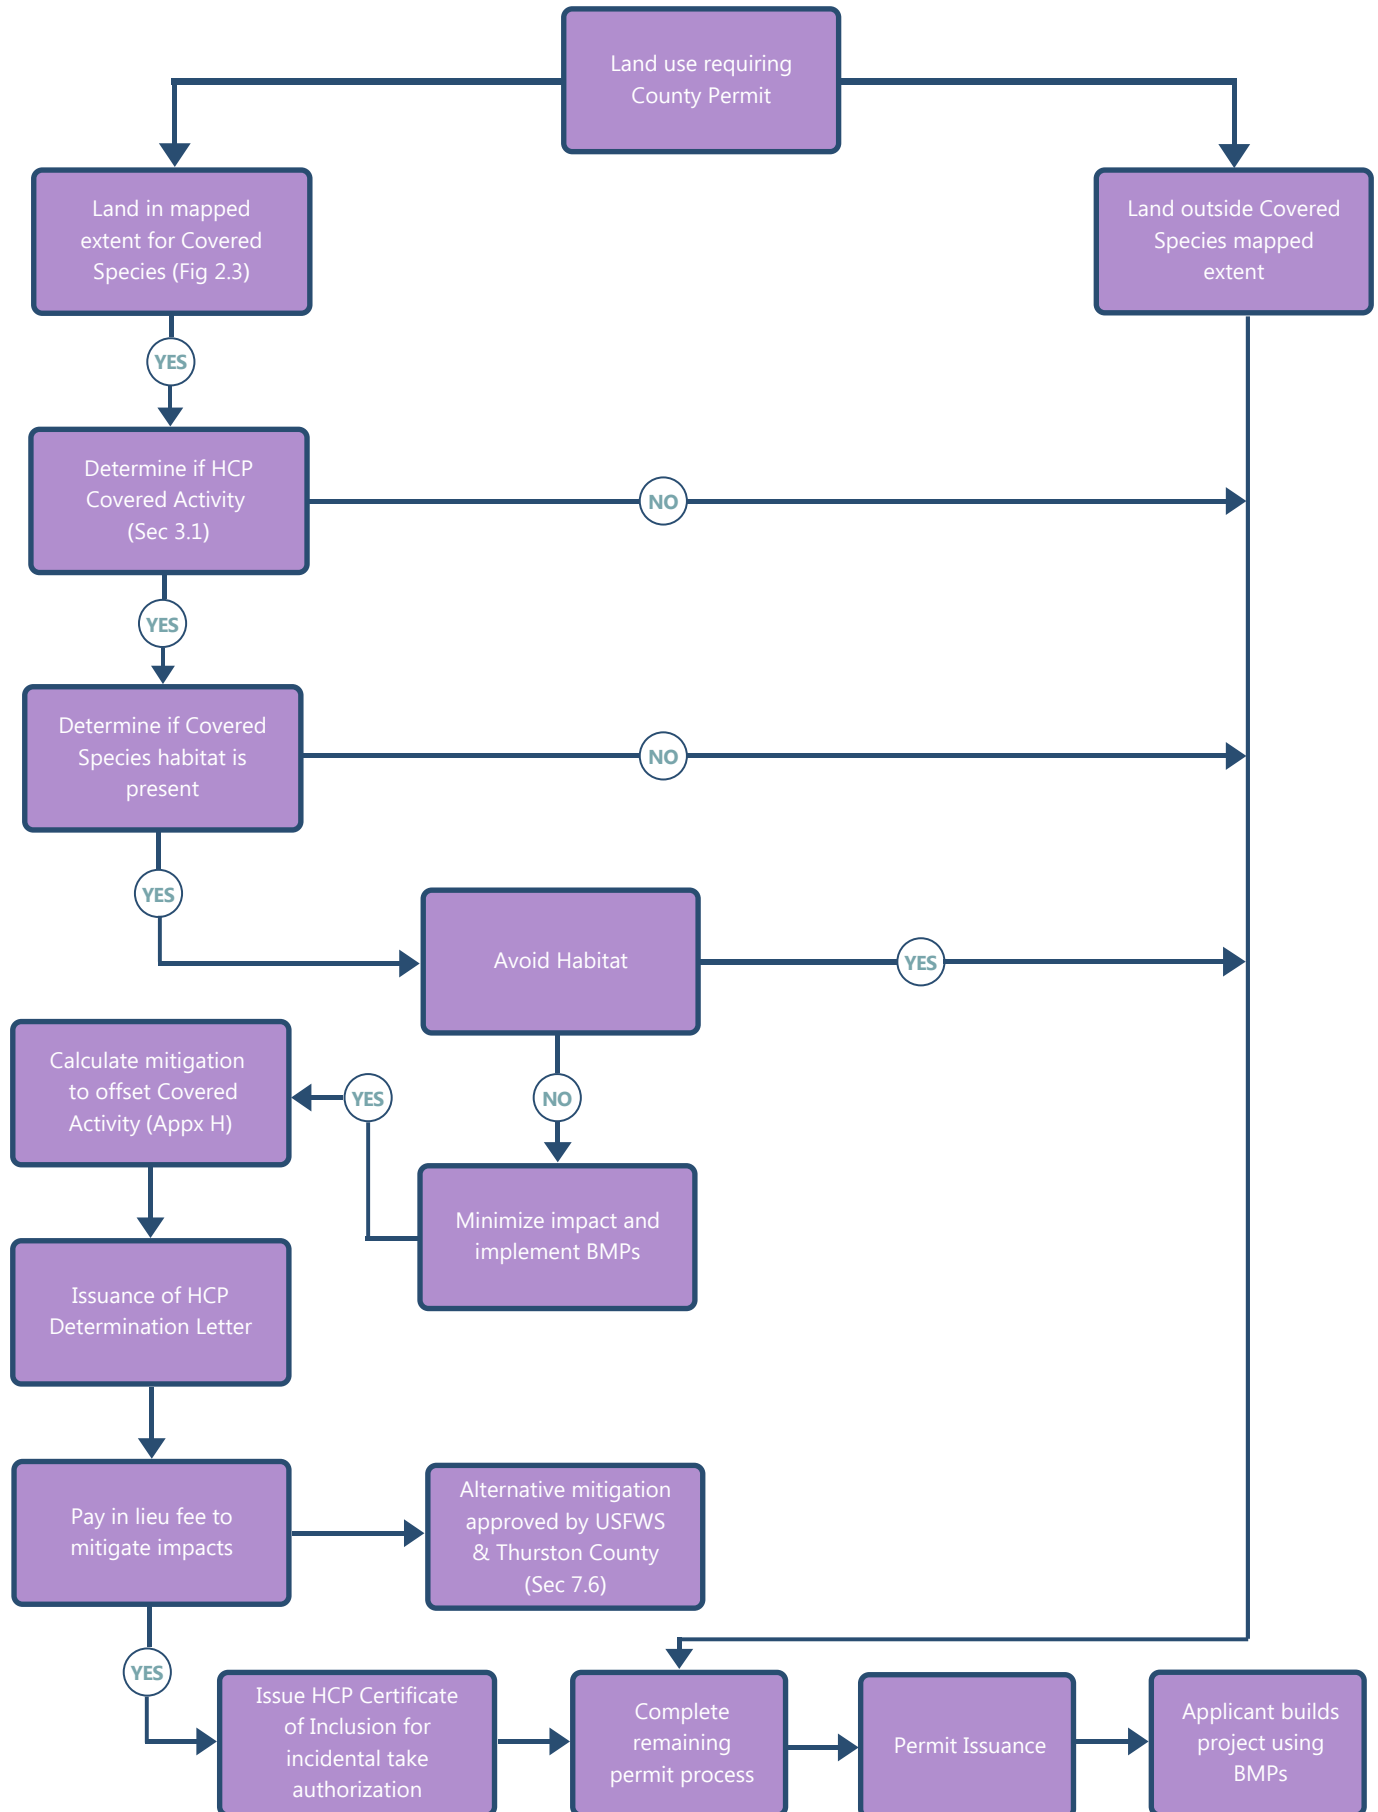 Land use requiring
County Permit
Land in mapped
extent for Covered
Species (Fig 2.3)
Land outside Covered
Species mapped
extent
YES
Determine if HCP
Covered Activity
(Sec 3.1)
NO
YES
Determine if Covered
Species habitat is
present
NO
YES
Avoid Habitat
YES
Calculate mitigation
to offset Covered
Activity (Appx H)
YES
NO
Minimize impact and
implement BMPs
Issuance of HCP
Determination Letter
Pay in lieu fee to
mitigate impacts
Alternative mitigation
approved by USFWS
& Thurston County
(Sec 7.6)
YES
Issue HCP Certificate
of Inclusion for
incidental take
authorization
Complete
remaining
permit process
Permit Issuance
Applicant builds
project using
BMPs